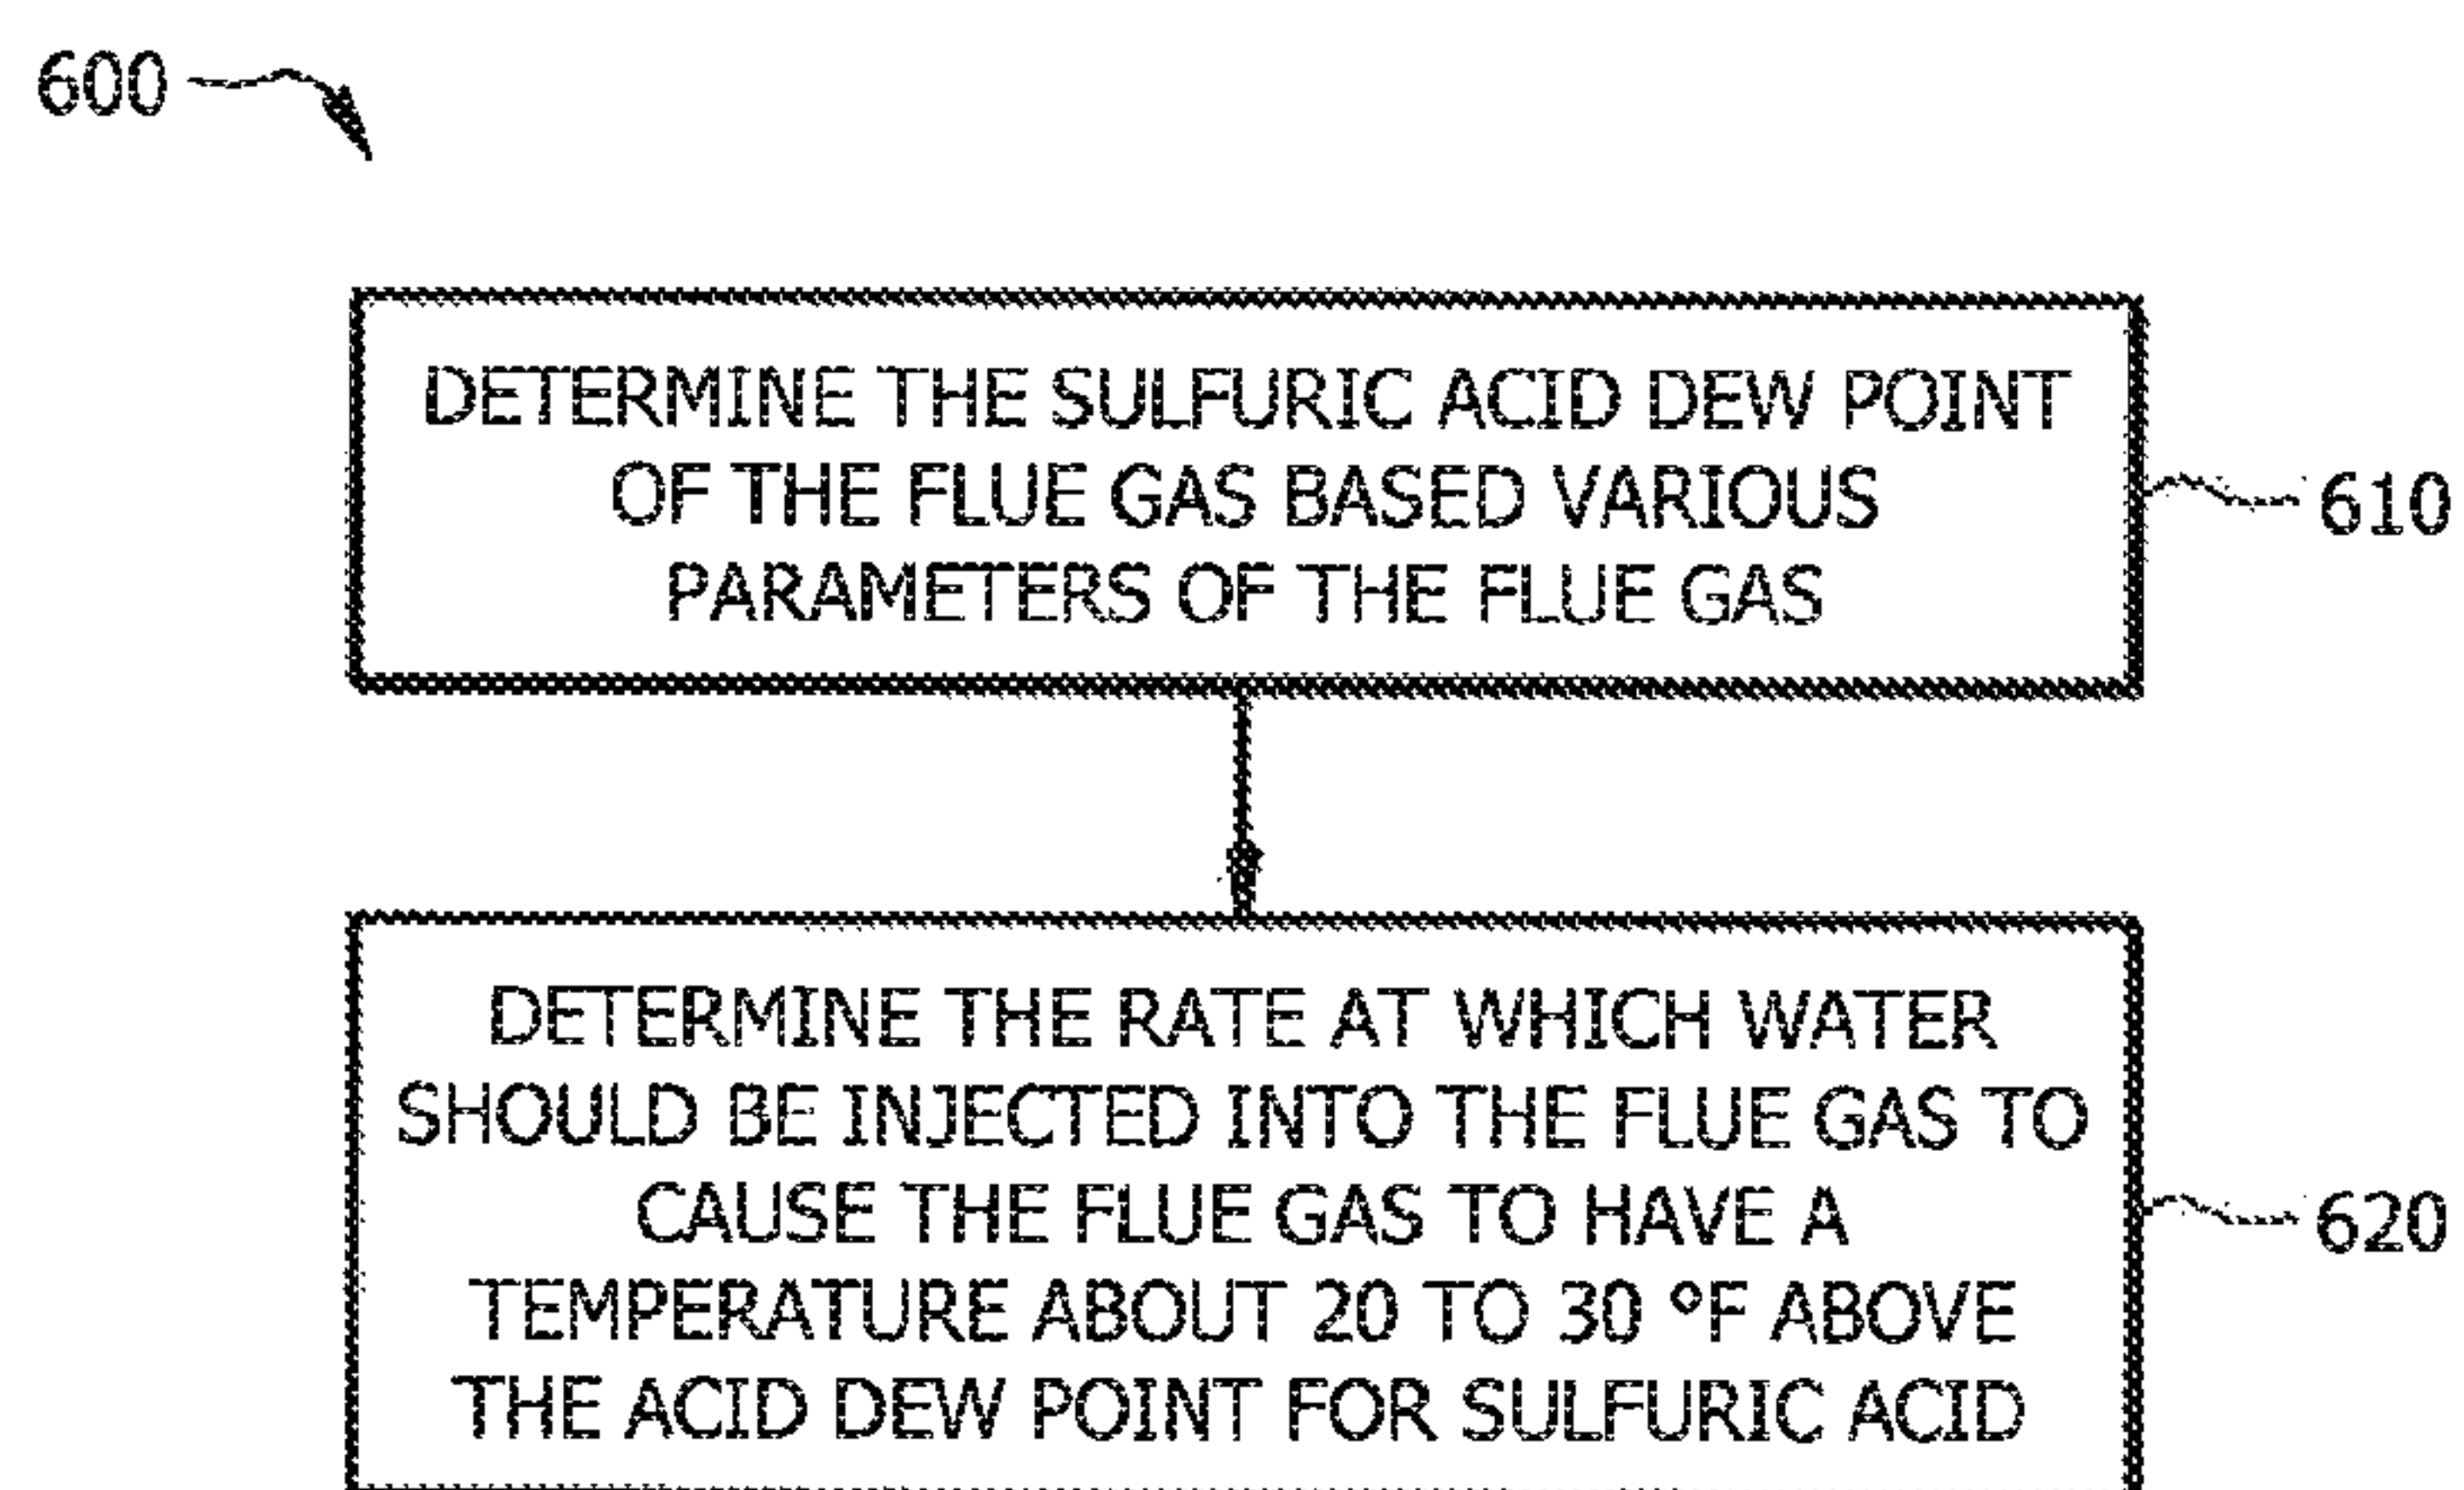 600
DETERMINE THE SULFURIC ACID DEW POINT
OF THE FLUE GAS BASED VARIOUS
PARAMETERS OF THE FLUE GAS
610
DETERMINE THE RATE AT WHICH WATER
SHOULD BE INJECTED INTO THE FLUE GAS TO
CAUSE THE FLUE GAS TO HAVE A
TEMPERATURE ABOUT 20 TO 30 °F ABOVE
THE ACID DEW POINT FOR SULFURIC ACID
620